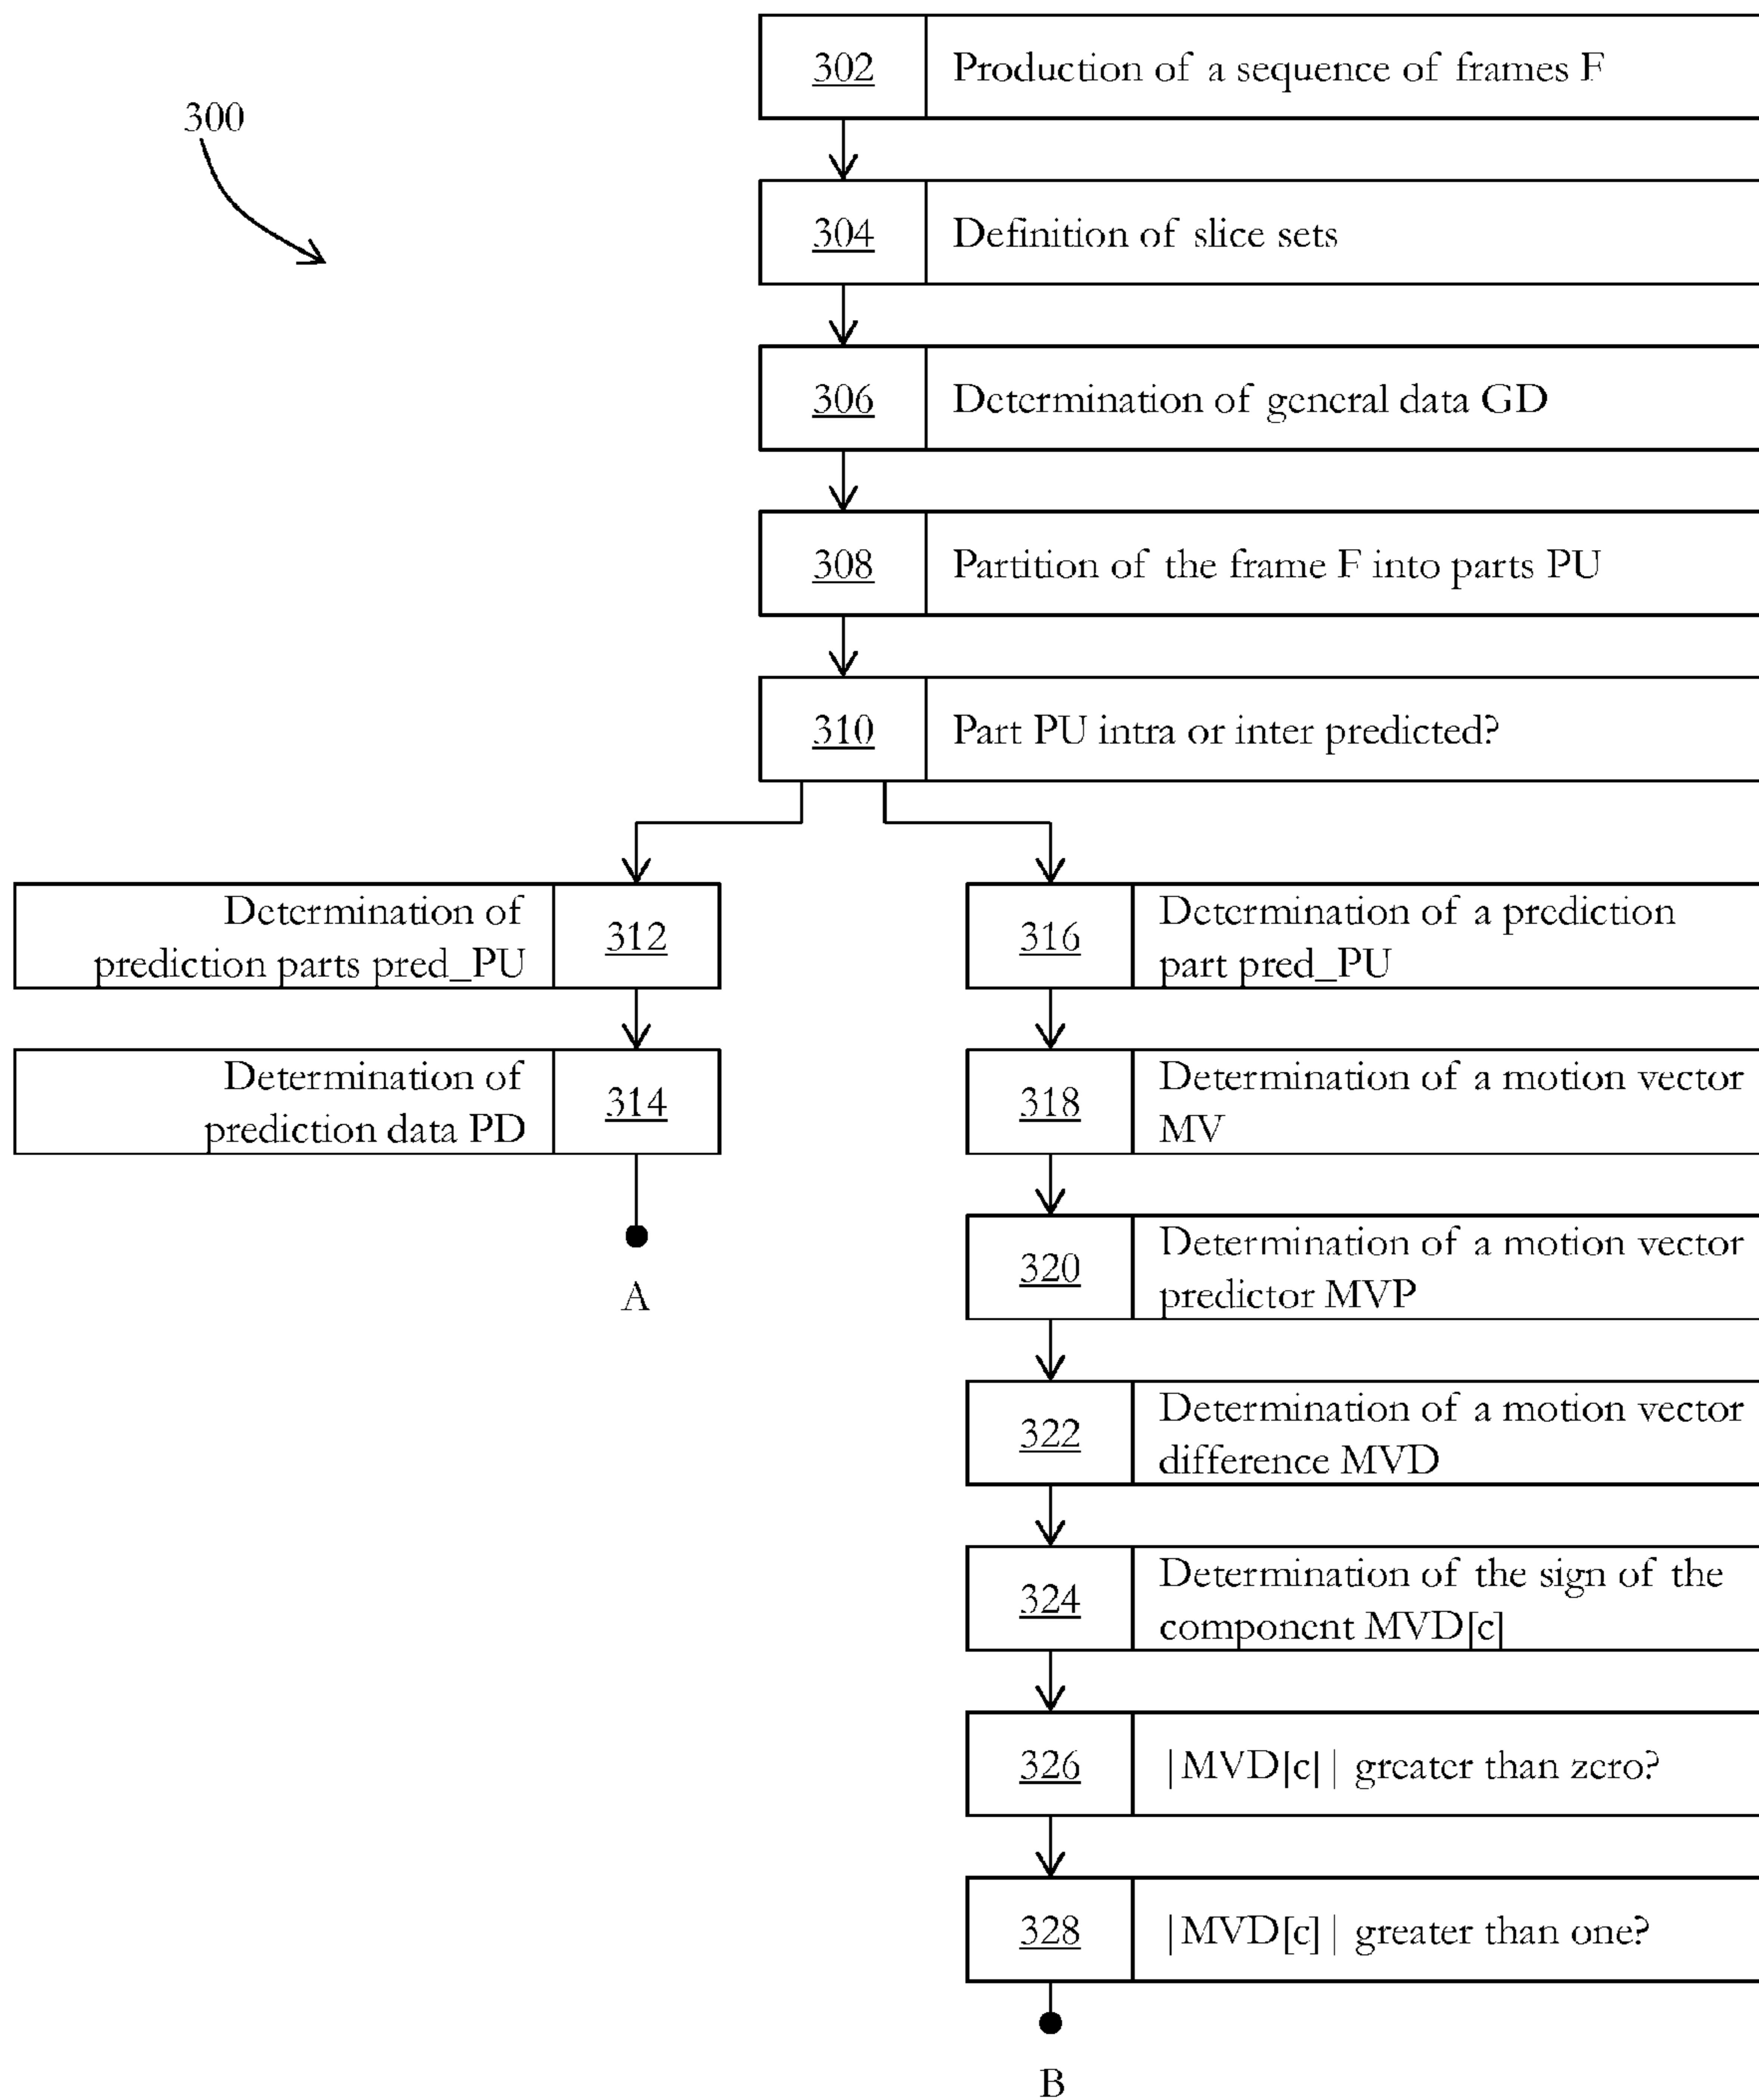 300
302 Production of a sequence of frames F
304 Definition of slice sets
306 Determination of general data GD
308 Partition of the frame F into parts PU
310 Part PU intra or inter predicted?
Determination of
prediction parts pred_PU
312
Determination of
prediction data PD
314
A
316
Determination of a prediction
part pred_PU
318
Determination of a motion vector
MV
320
Determination of a motion vector
predictor MVP
322
Determination of a motion vector
difference MVD
324
Determination of the sign of the
component MVD[c]
326 |MVD[c]| greater than zero?
328 |MVD[c]| greater than one?
B